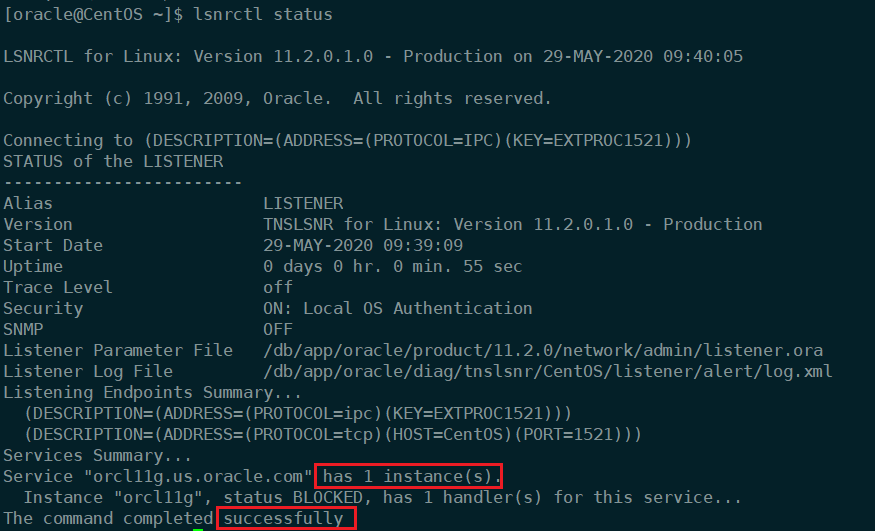 [oracle@CentOS ~]$ lsnrctl status
LSNRCTL for Linux: Version 11.2.0.1.0 - Production on 29-MAY-2020 09:40:05
Copyright (c) 1991, 2009, Oracle.  All rights reserved.
Connecting to (DESCRIPTION=(ADDRESS=(PROTOCOL=IPC)(KEY=EXTPROC1521)))
STATUS of the LISTENER
------------------------
Alias                     LISTENER
Version                   TNSLSNR for Linux: Version 11.2.0.1.0 - Production
Start Date                29-MAY-2020 09:39:09
Uptime                    0 days 0 hr. 0 min. 55 sec
Trace Level               off
Security                  ON: Local OS Authentication
SNMP                      OFF
Listener Parameter File   /db/app/oracle/product/11.2.0/network/admin/listener.ora
Listener Log File         /db/app/oracle/diag/tnslsnr/CentOS/listener/alert/log.xml
Listening Endpoints Summary...
  (DESCRIPTION=(ADDRESS=(PROTOCOL=ipc)(KEY=EXTPROC1521)))
  (DESCRIPTION=(ADDRESS=(PROTOCOL=tcp)(HOST=CentOS)(PORT=1521)))
Services Summary...
Service "orcl11g.us.oracle.com" has 1 instance(s).
  Instance "orcl11g", status BLOCKED, has 1 handler(s) for this service...
The command completed successfully